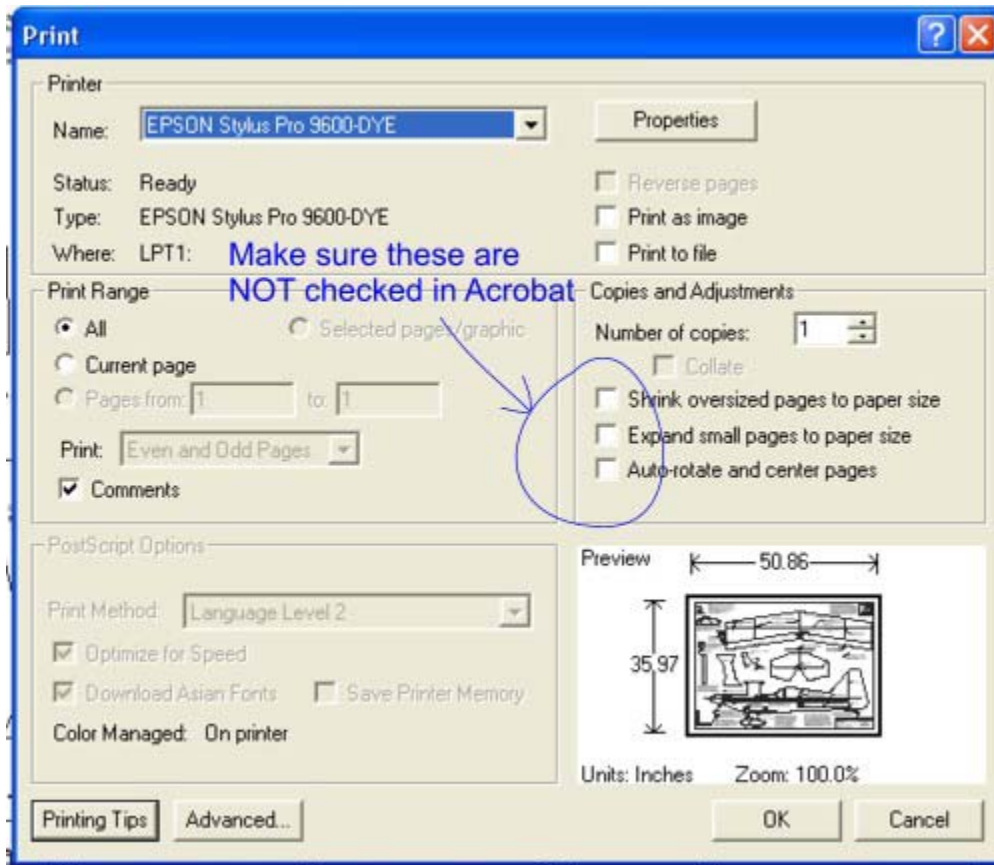 Print
Printer
Name: EPSON Stylus Pro 9600-DYE
Properties
Status: Ready
Type: EPSON Stylus Pro 9600-DYE
Where: LPT1:
Reverse pages
Print as image
Print to file
Make sure these are
NOT checked in Acrobat
Print Range
All
Selected pages/graphic
Current page
Pages from: 1 to: 1
Print: Even and Odd Pages
Comments
Copies and Adjustments
Number of copies: 1
Collate
Shrink oversized pages to paper size
Expand small pages to paper size
Auto-rotate and center pages
PostScript Options
Print Method: Language Level 2
Optimize for Speed
Download Asian Fonts
Save Printer Memory
Color Managed: On printer
Preview
50.86
35.97
Units: Inches Zoom: 100.0%
Printing Tips
Advanced...
OK
Cancel